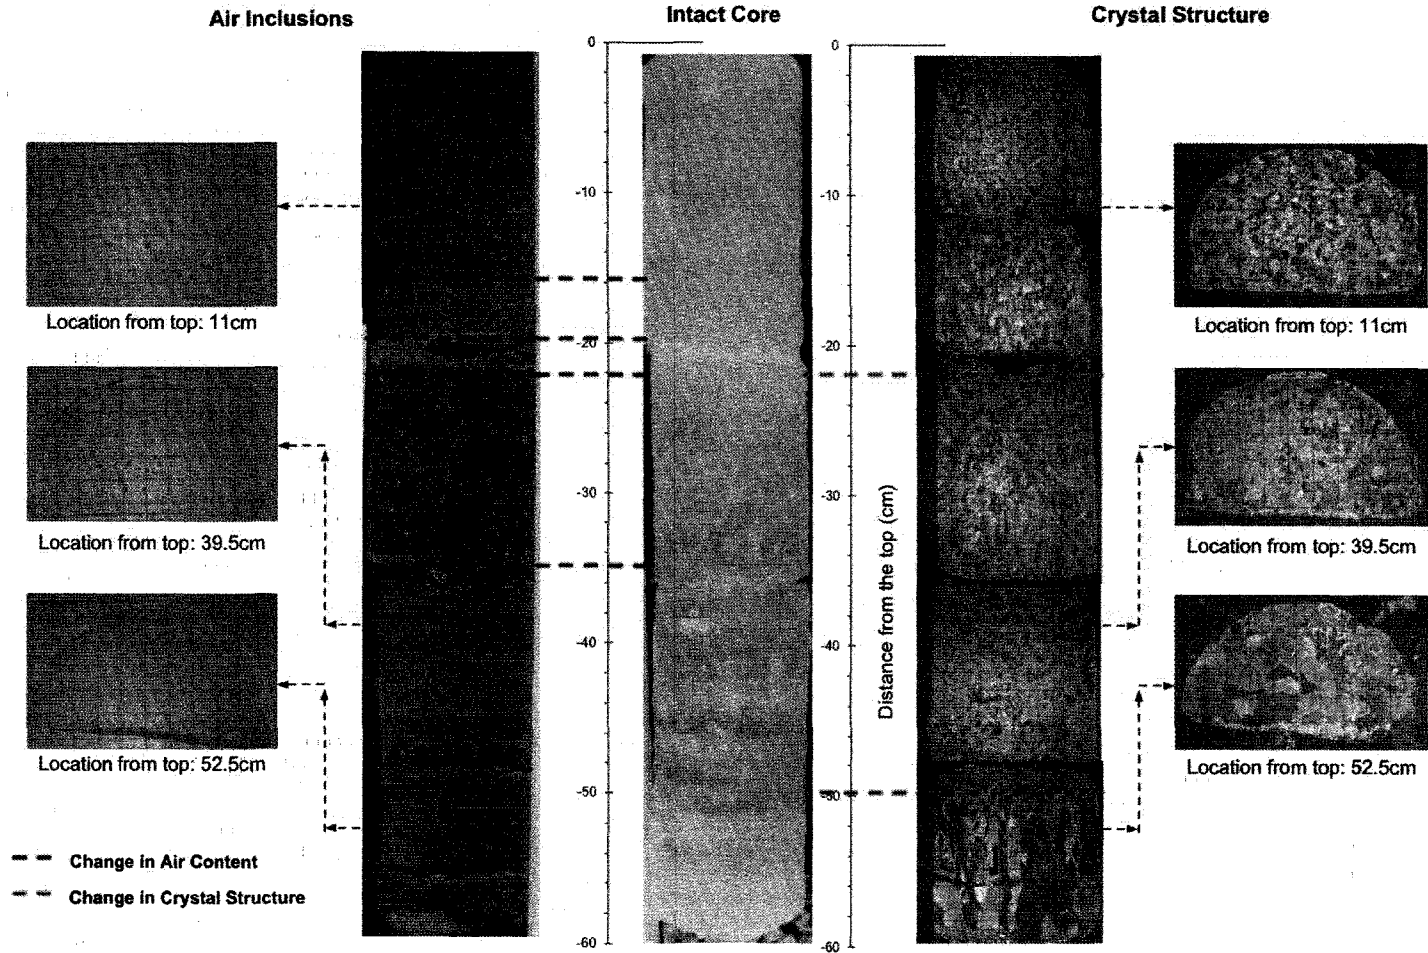 Air Inclusions
Intact Core
Crystal Structure
0
-10
-20
-30
-40
-50
-60
0
-10
-20
-30
-40
-50
-60
Distance from the top (cm)
Location from top: 11cm
Location from top: 39.5cm
Location from top: 52.5cm
Location from top: 11cm
Location from top: 39.5cm
Location from top: 52.5cm
Change in Air Content
Change in Crystal Structure